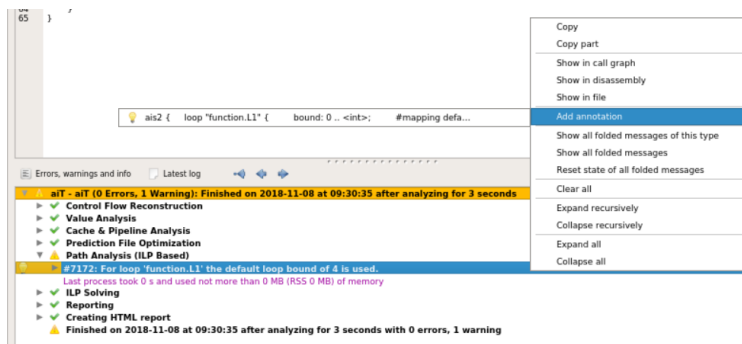 65 }
Copy
Copy part
Show in call graph
Show in disassembly
Show in file
Add annotation
Show all folded messages of this type
Show all folded messages
Reset state of all folded messages
Clear all
Expand recursively
Collapse recursively
Expand all
Collapse all
ais2 { loop "function.L1" { bound: 0 .. <int>; #mapping defa...
Errors, warnings and info Latest log
aiT - aiT (0 Errors, 1 Warning): Finished on 2018-11-08 at 09:30:35 after analyzing for 3 seconds
Control Flow Reconstruction
Value Analysis
Cache & Pipeline Analysis
Prediction File Optimization
Path Analysis (ILP Based)
#7172: For loop 'function.L1' the default loop bound of 4 is used.
Last process took 0 s and used not more than 0 MB (RSS 0 MB) of memory
ILP Solving
Reporting
Creating HTML report
Finished on 2018-11-08 at 09:30:35 after analyzing for 3 seconds with 0 errors, 1 warning